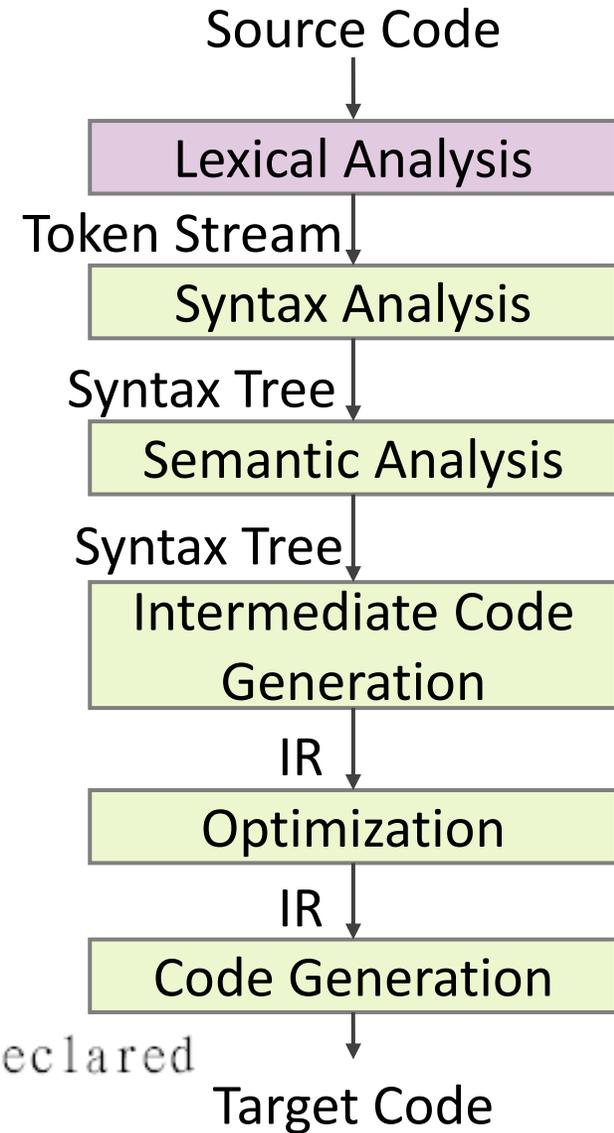 Source Code
Lexical Analysis
Token Stream
Syntax Analysis
Syntax Tree
Semantic Analysis
Syntax Tree
Intermediate Code
Generation
IR
Optimization
IR
Code Generation
eclared
Target Code